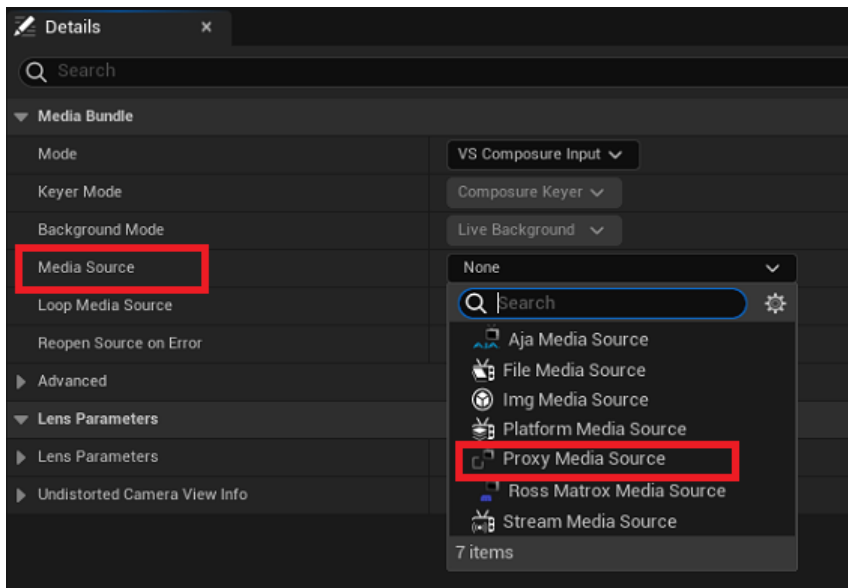 Details
Search
Media Bundle
Mode VS Composure Input
Keyer Mode Composure Keyer
Background Mode Live Background
Media Source None
Loop Media Source Search
Reopen Source on Error Aja Media Source
File Media Source
Advanced Img Media Source
Lens Parameters Platform Media Source
Lens Parameters Proxy Media Source
Undistorted Camera View Info Ross Matrox Media Source
Stream Media Source
7 items